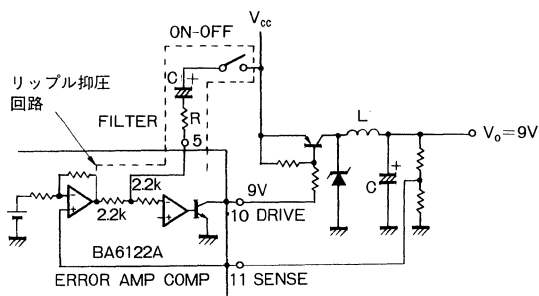 ON-OFF
Vcc
C +
リップル抑圧
回路
FILTER
R
5
L
Vo=9V
+
C
2.2k
2.2k
9V
10 DRIVE
BA6122A
ERROR AMP COMP
11 SENSE